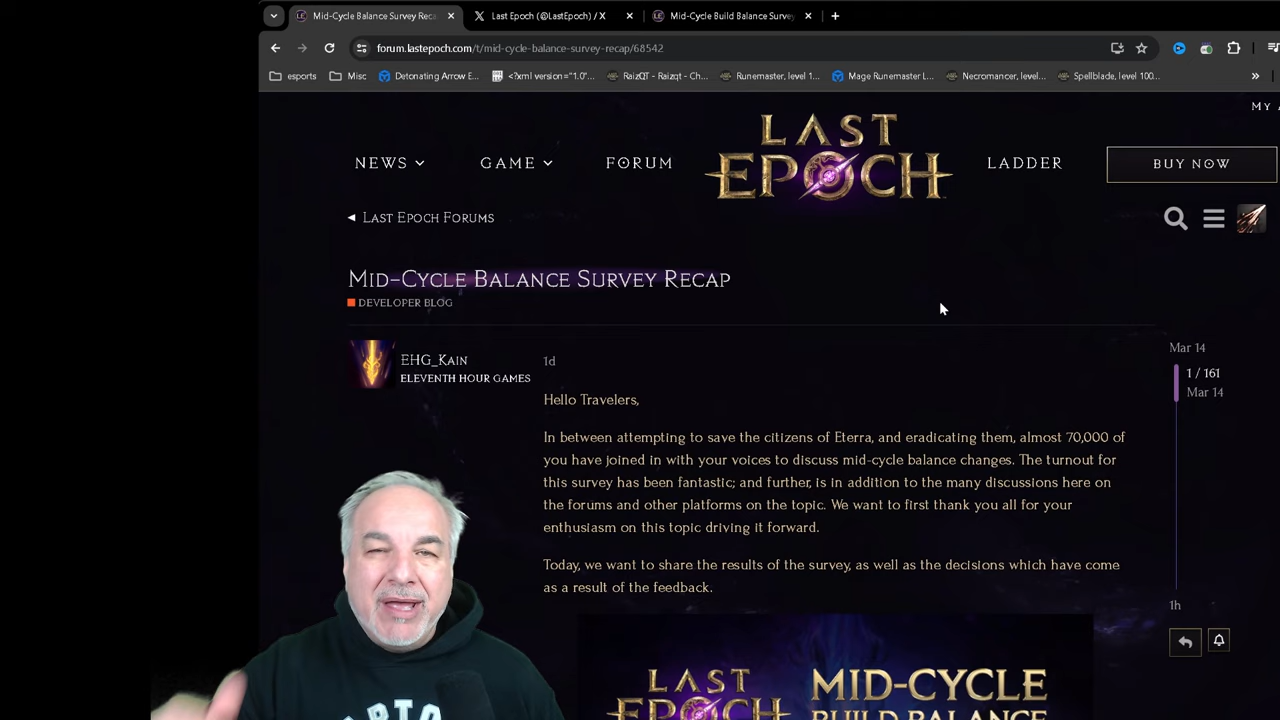 Mid-Cycle Balance Survey Reca
Last Epoch (@LastEpoch) / X
Mid-Cycle Build Balance Survey
forum.lastepoch.com/t/mid-cycle-balance-survey-recap/68542
esports
Misc
Detonating Arrow E...
<?xml version="1.0"...
RaizQT - Raizqt - Ch...
Runemaster, level 1...
Mage Runemaster L...
Necromancer, level...
Spellblade, level 100...
MY
NEWS
GAME
FORUM
LAST
EPOCH
LADDER
BUY NOW
Last Epoch Forums
Mid-Cycle Balance Survey Recap
DEVELOPER BLOG
EHG_Kain
ELEVENTH HOUR GAMES
1d
Hello Travelers,
In between attempting to save the citizens of Eterra, and eradicating them, almost 70,000 of
you have joined in with your voices to discuss mid-cycle balance changes. The turnout for
this survey has been fantastic; and further, is in addition to the many discussions here on
the forums and other platforms on the topic. We want to first thank you all for your
enthusiasm on this topic driving it forward.
Today, we want to share the results of the survey, as well as the decisions which have come
as a result of the feedback.
Mar 14
1 / 161
Mar 14
1h
LAST
EPOCH
MID-CYCLE
BUILD BALANCE